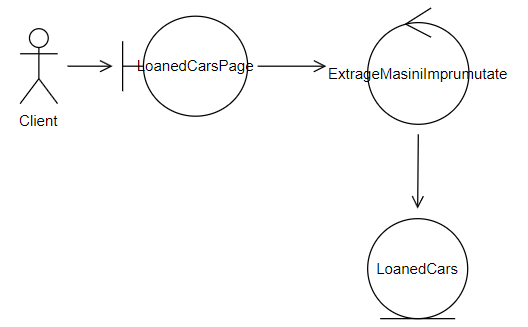 LoanedCarsPage
ExtrageMasiniImprumutate
Client
LoanedCars